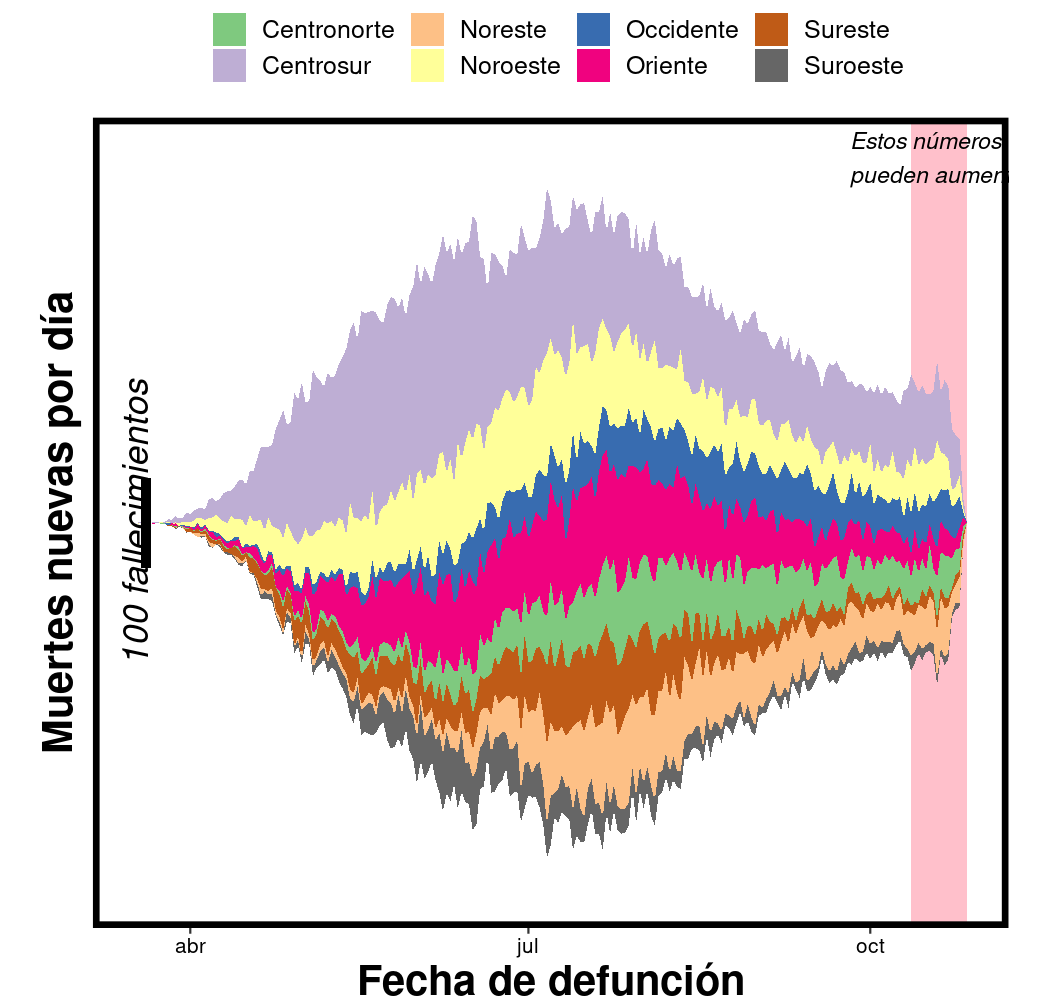 Centronorte Noreste Occidente Sureste
Centrosur Noroeste Oriente Suroeste
Estos números
pueden aumen
Muertes nuevas por día
100 fallecimientos
abr jul oct
Fecha de defunción